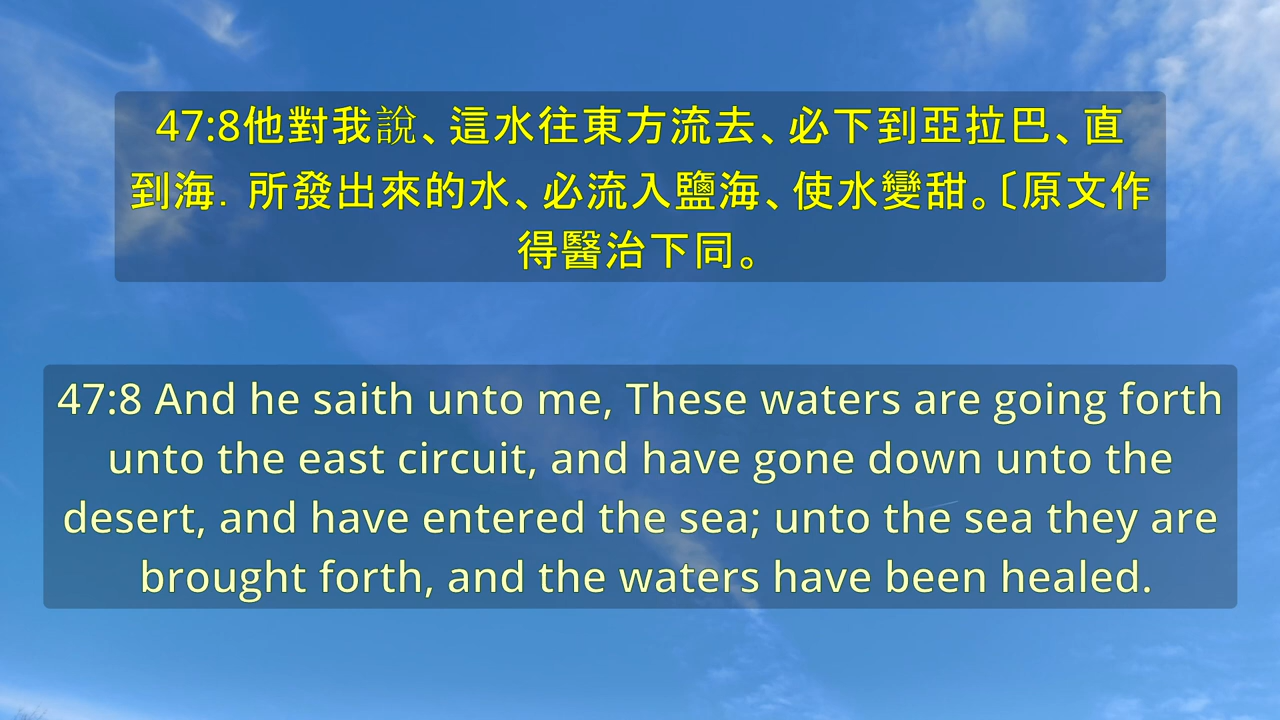 47:8他對我說、這水往東方流去、必下到亞拉巴、直
到海．所發出來的水、必流入鹽海、使水變甜。〔原文作
得醫治下同。
47:8 And he saith unto me, These waters are going forth
unto the east circuit, and have gone down unto the
desert, and have entered the sea; unto the sea they are
brought forth, and the waters have been healed.